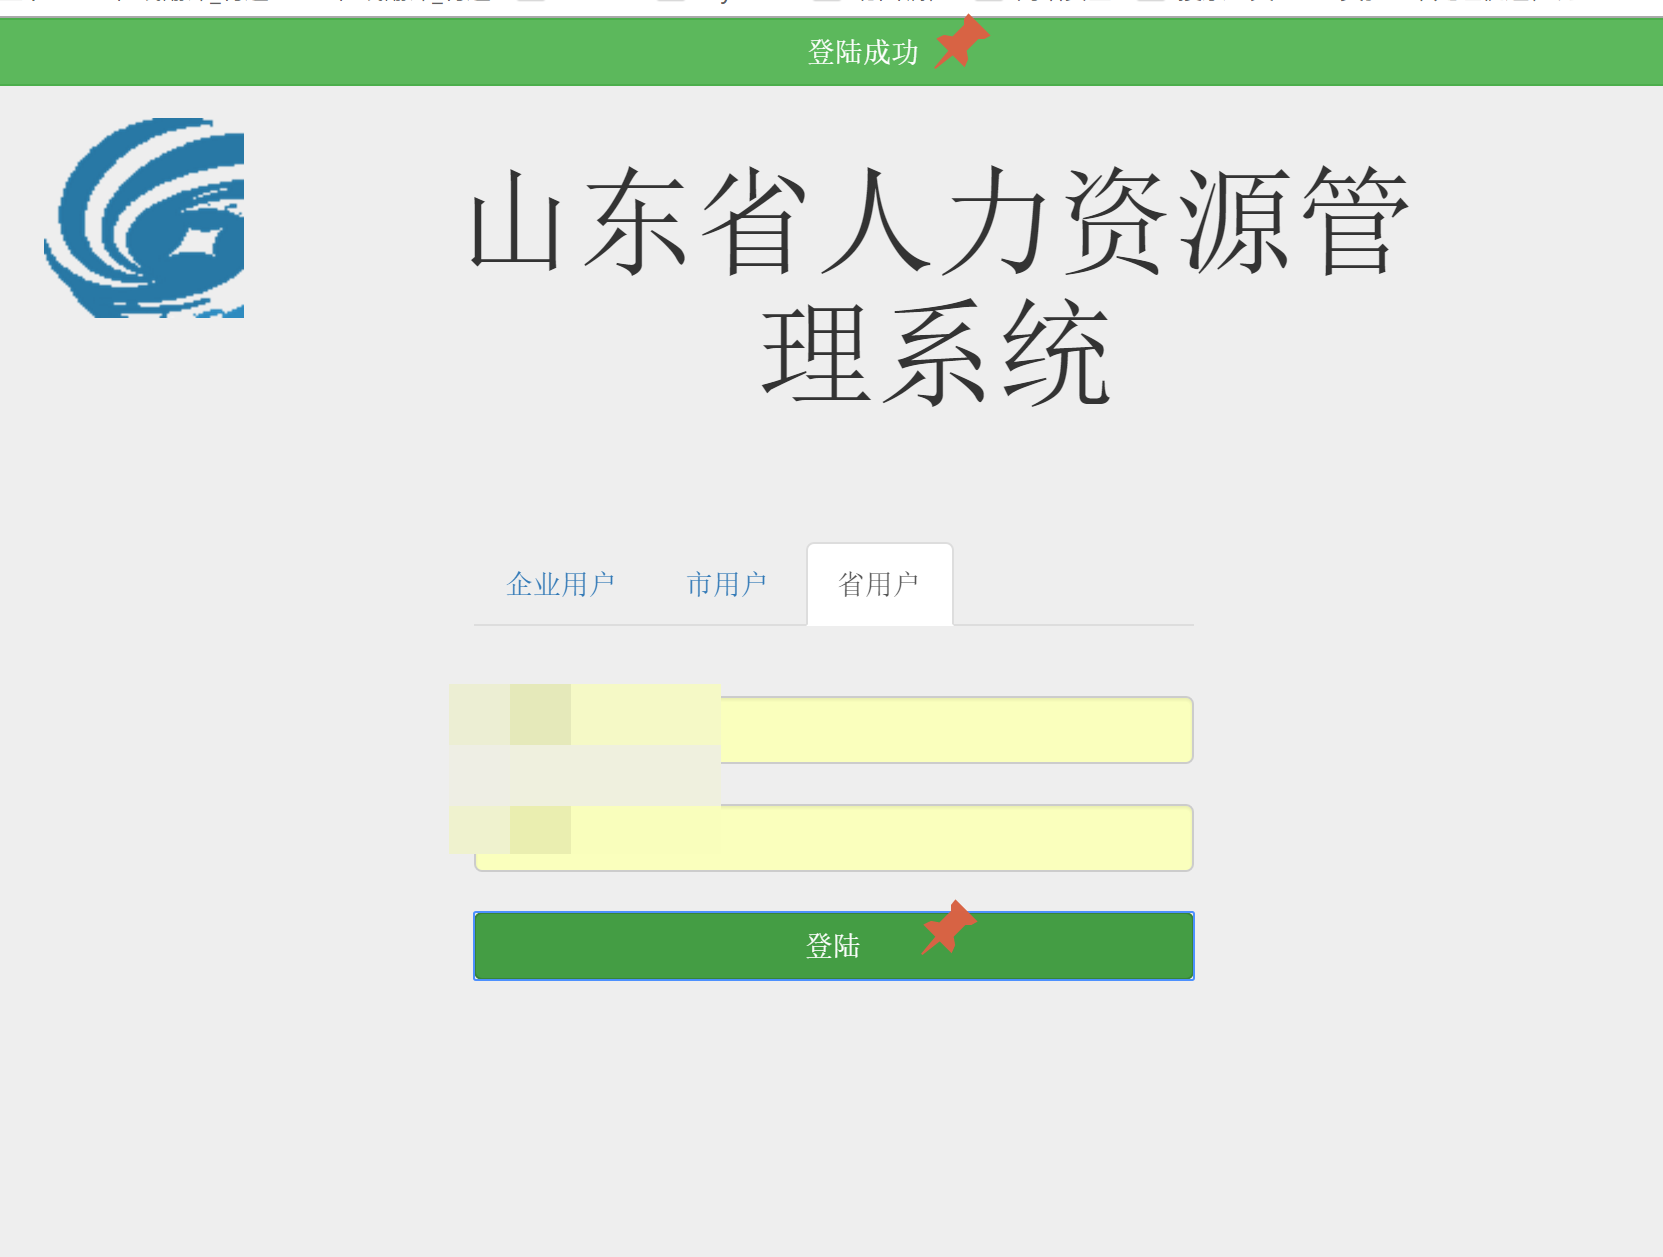 登陆成功
山东省人力资源管
理系统
企业用户 市用户 省用户
登陆